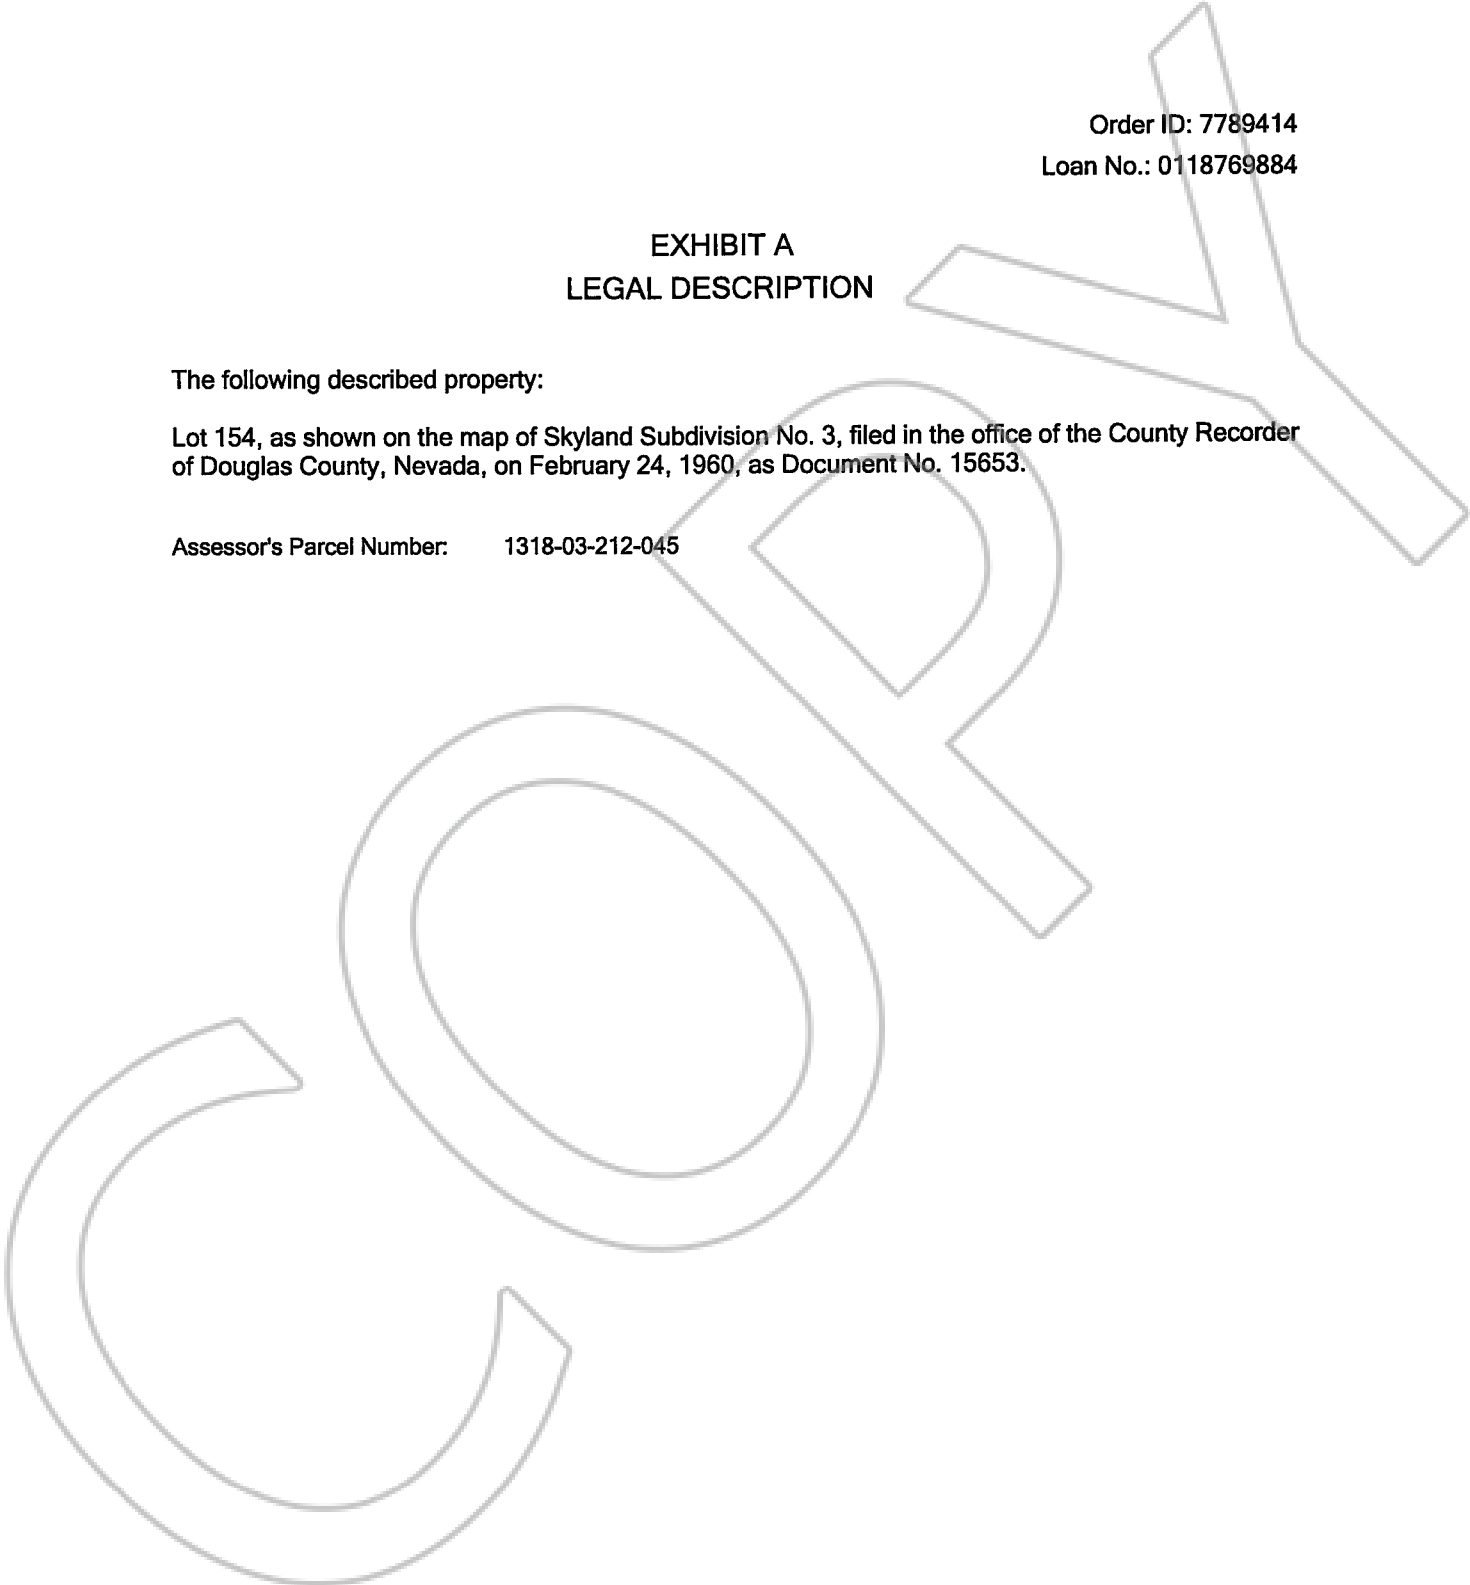 Order ID: 7789414
Loan No.: 0118769884
EXHIBIT A
LEGAL DESCRIPTION
The following described property:
Lot 154, as shown on the map of Skyland Subdivision No. 3, filed in the office of the County Recorder
of Douglas County, Nevada, on February 24, 1960, as Document No. 15653.
Assessor's Parcel Number: 1318-03-212-045
COPY